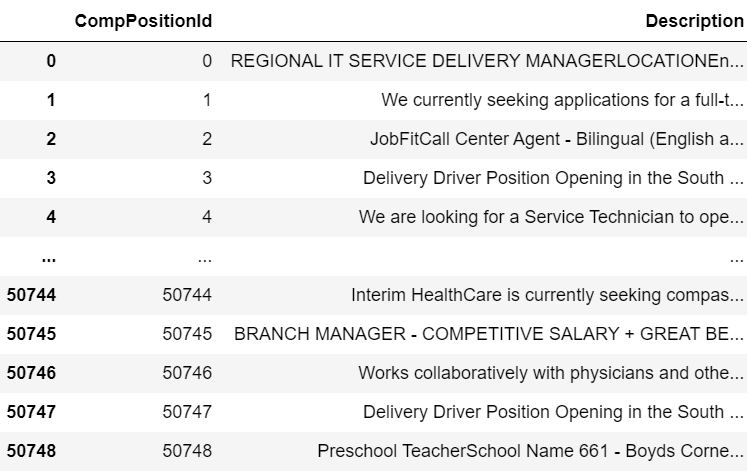 CompPositionId Description
0 0 REGIONAL IT SERVICE DELIVERY MANAGERLOCATIONEn...
1 1 We currently seeking applications for a full-t...
2 2 JobFitCall Center Agent - Bilingual (English a...
3 3 Delivery Driver Position Opening in the South ...
4 4 We are looking for a Service Technician to ope...
... ... ...
50744 50744 Interim HealthCare is currently seeking compas...
50745 50745 BRANCH MANAGER - COMPETITIVE SALARY + GREAT BE...
50746 50746 Works collaboratively with physicians and othe...
50747 50747 Delivery Driver Position Opening in the South ...
50748 50748 Preschool TeacherSchool Name 661 - Boyds Corne...